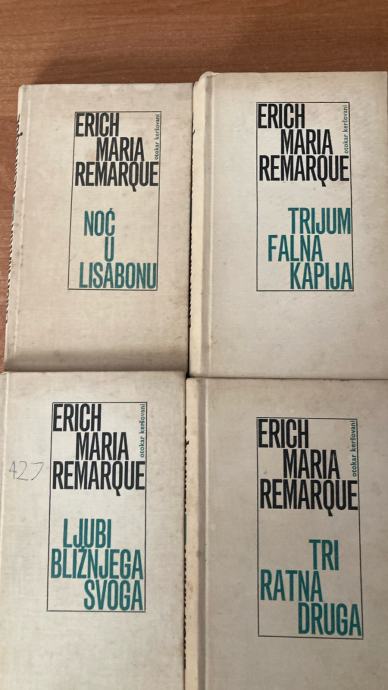 ERICH
MARIA
REMARQUE
otokar keršovani
NOĆ
U
LISABONU
ERICH
MARIA
REMARQUE
otokar keršovani
TRIJUM
FALNA
KAPIJA
427
ERICH
MARIA
REMARQUE
otokar keršovani
LJUBI
BLIŽNJEGA
SVOGA
ERICH
MARIA
REMARQUE
otokar keršovani
TRI
RATNA
DRUGA